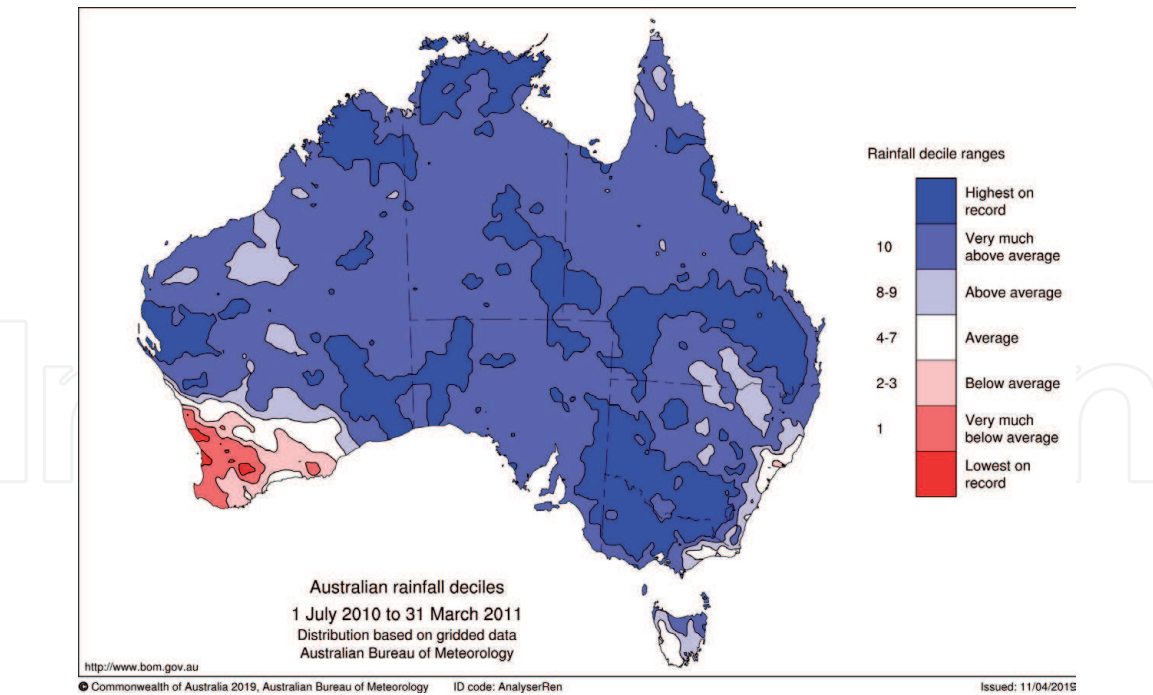 Rainfall decile ranges
Highest on
record
10
Very much
above average
8-9
Above average
4-7
Average
2-3
Below average
1
Very much
below average
Lowest on
record
Australian rainfall deciles
1 July 2010 to 31 March 2011
Distribution based on gridded data
Australian Bureau of Meteorology
http://www.bom.gov.au
© Commonwealth of Australia 2019, Australian Bureau of Meteorology ID code: AnalyserRen Issued: 11/04/2019